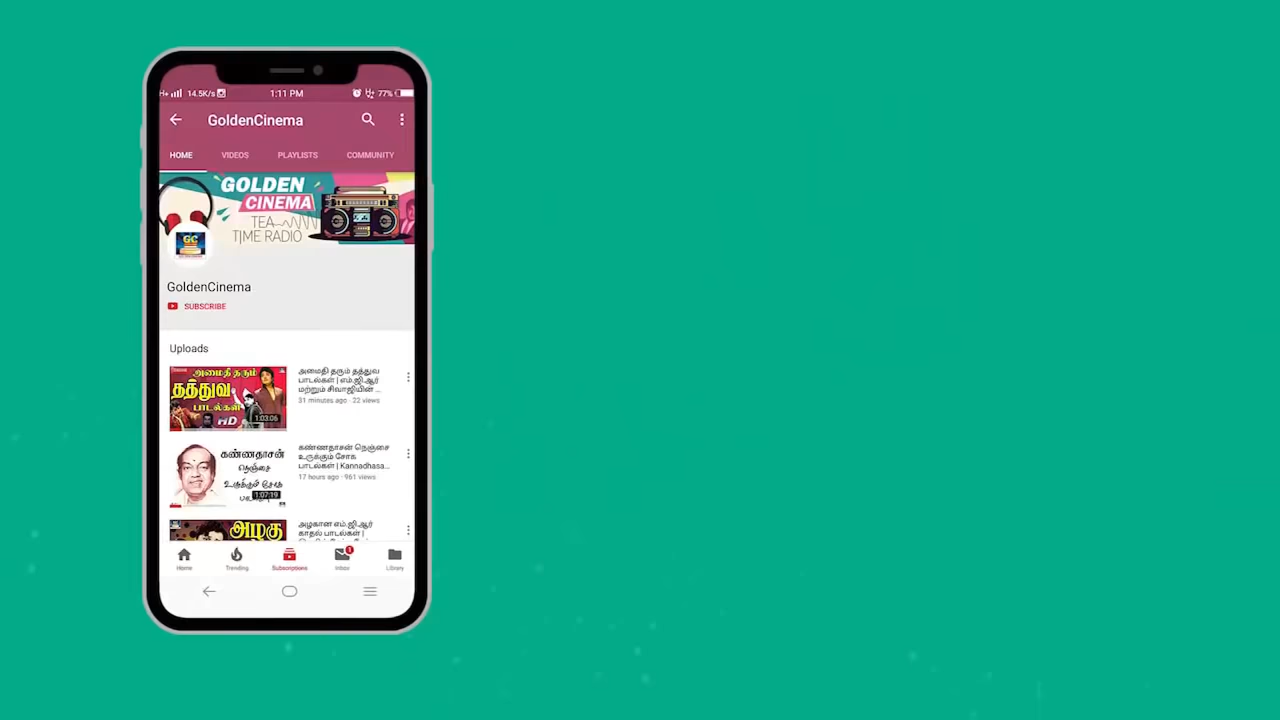 H+ 14.5K/s 1:11 PM 77%
GoldenCinema
HOME VIDEOS PLAYLISTS COMMUNITY
GOLDEN
CINEMA
TEA
TIME RADIO
GC
GoldenCinema
SUBSCRIBE
Uploads
அமைதி தரும்
தத்துவ
பாடல்கள்
HD
1:03:06
அமைதி தரும் தத்துவ
பாடல்கள் | எம்.ஜி.ஆர்
மற்றும் சிவாஜியின் ...
31 minutes ago · 22 views
கண்ணதாசன்
நெஞ்சை
உருக்கும் சோக
1:07:19
கண்ணதாசன் நெஞ்சை
உருக்கும் சோக
பாடல்கள் | Kannadhasa...
17 hours ago · 961 views
அழகு
அழகான எம்.ஜி.ஆர்
காதல் பாடல்கள் |
Home Trending Subscriptions Inbox 1 Library